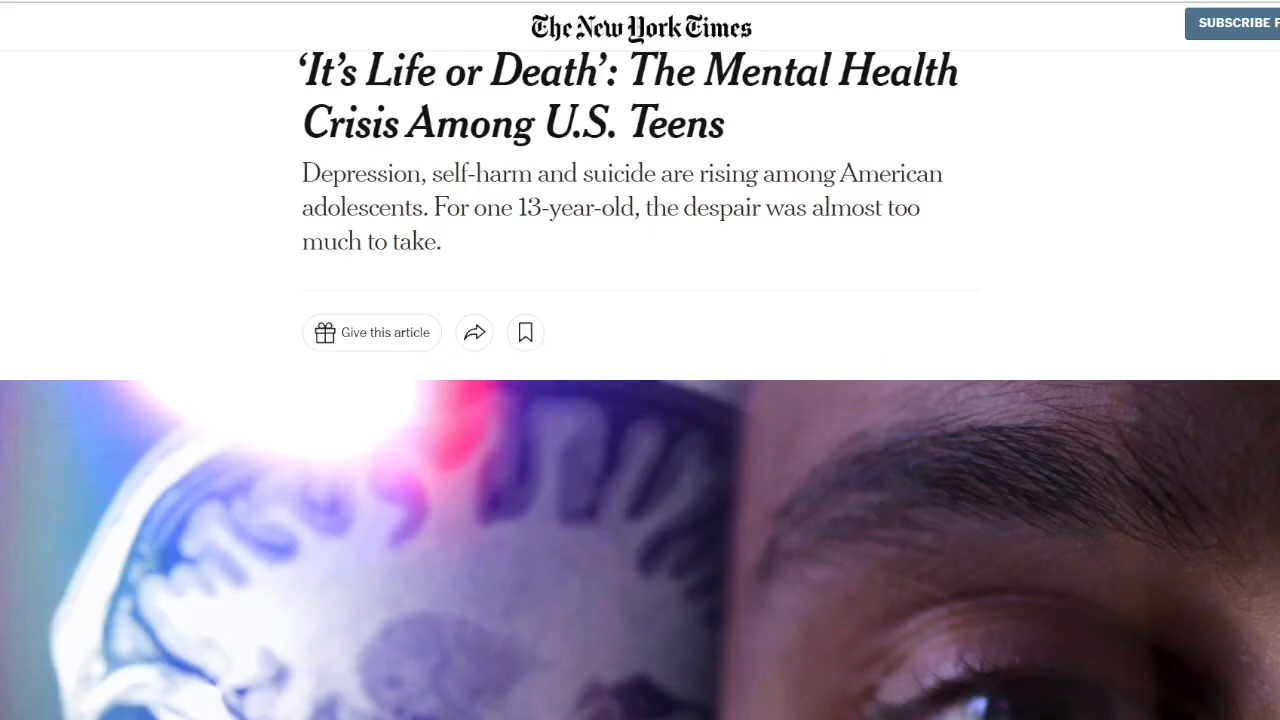 The New York Times
SUBSCRIBE F
‘It’s Life or Death’: The Mental Health
Crisis Among U.S. Teens
Depression, self-harm and suicide are rising among American
adolescents. For one 13-year-old, the despair was almost too
much to take.
Give this article